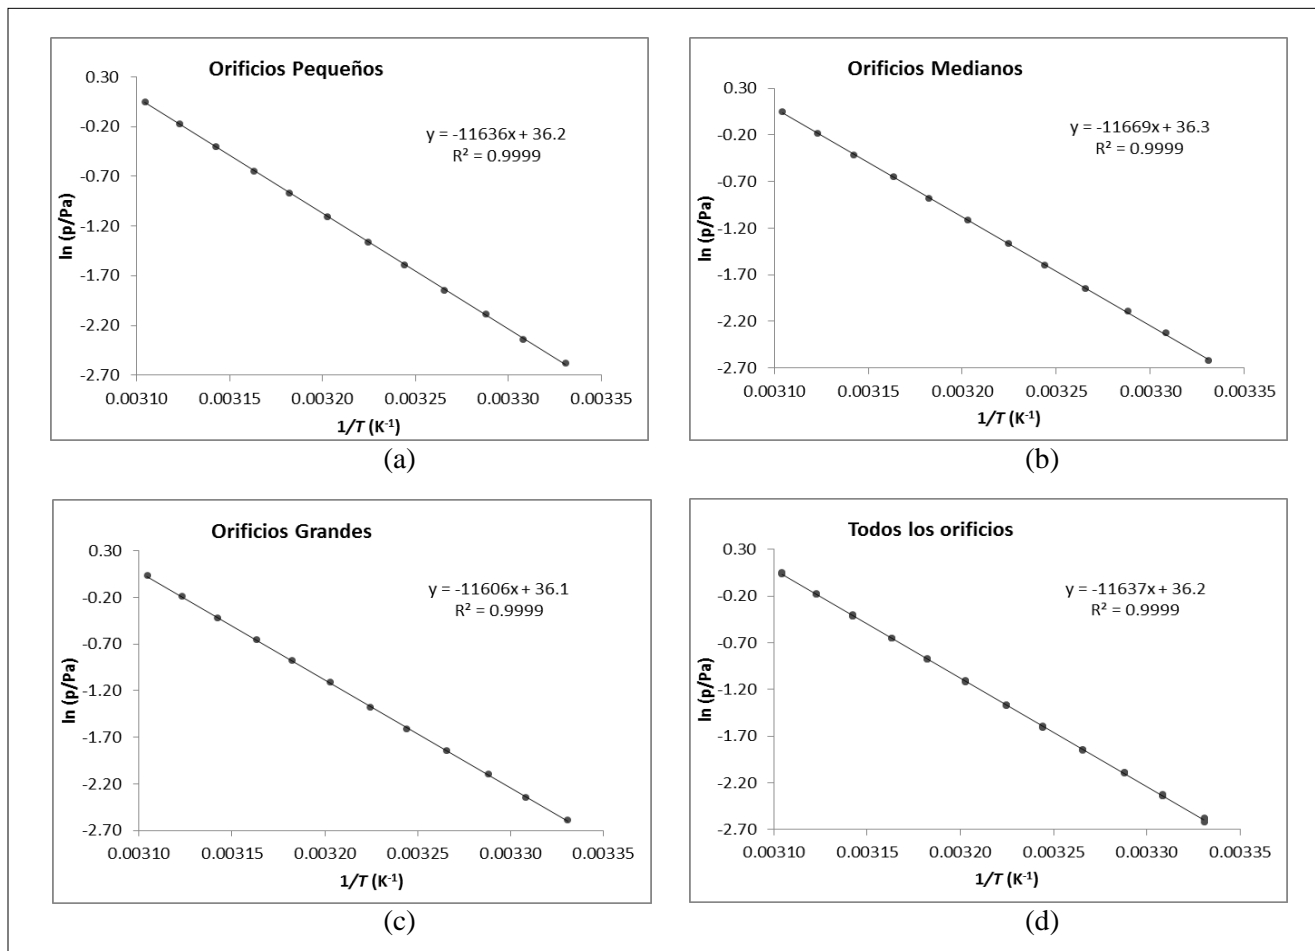 Orificios Pequeños
y = -11636x + 36.2
R² = 0.9999
0.30
-0.20
-0.70
-1.20
-1.70
-2.20
-2.70
ln (p/Pa)
0.00310 0.00315 0.00320 0.00325 0.00330 0.00335
1/T (K⁻¹)
(a)
Orificios Medianos
y = -11669x + 36.3
R² = 0.9999
0.30
-0.20
-0.70
-1.20
-1.70
-2.20
-2.70
ln (p/Pa)
0.00310 0.00315 0.00320 0.00325 0.00330 0.00335
1/T (K⁻¹)
(b)
Orificios Grandes
y = -11606x + 36.1
R² = 0.9999
0.30
-0.20
-0.70
-1.20
-1.70
-2.20
-2.70
ln (p/Pa)
0.00310 0.00315 0.00320 0.00325 0.00330 0.00335
1/T (K⁻¹)
(c)
Todos los orificios
y = -11637x + 36.2
R² = 0.9999
0.30
-0.20
-0.70
-1.20
-1.70
-2.20
-2.70
ln (p/Pa)
0.00310 0.00315 0.00320 0.00325 0.00330 0.00335
1/T (K⁻¹)
(d)